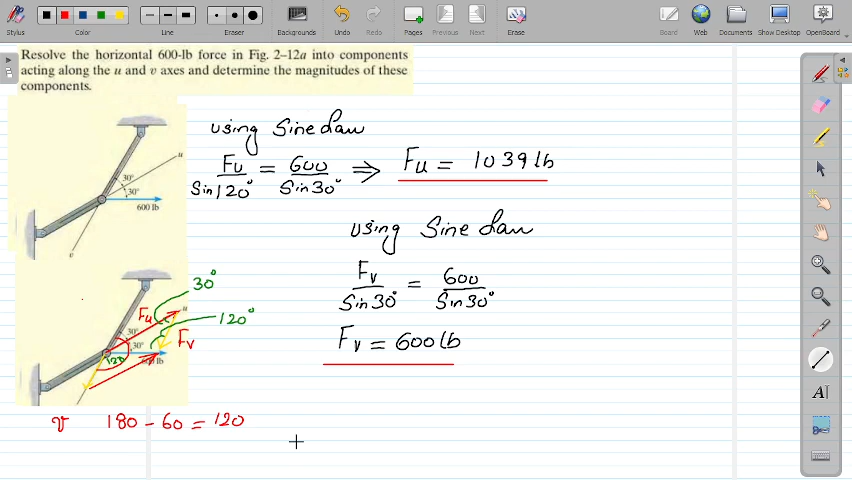 Stylus
Color
Line
Eraser
Backgrounds
Undo
Redo
Pages
Previous
Next
Erase
Board
Web
Documents
Show Desktop
OpenBoard
Resolve the horizontal 600-lb force in Fig. 2–12a into components
acting along the u and v axes and determine the magnitudes of these
components.
using Sine Law
Fu/Sin120° = 600/Sin30° ⇒ Fu = 1039 lb
u
30°
30°
600 lb
v
using Sine Law
Fv/Sin30° = 600/Sin30°
Fv = 600 lb
30°
Fu
u
120°
30°
Fv
30°
120
600 lb
v 180 - 60 = 120
A